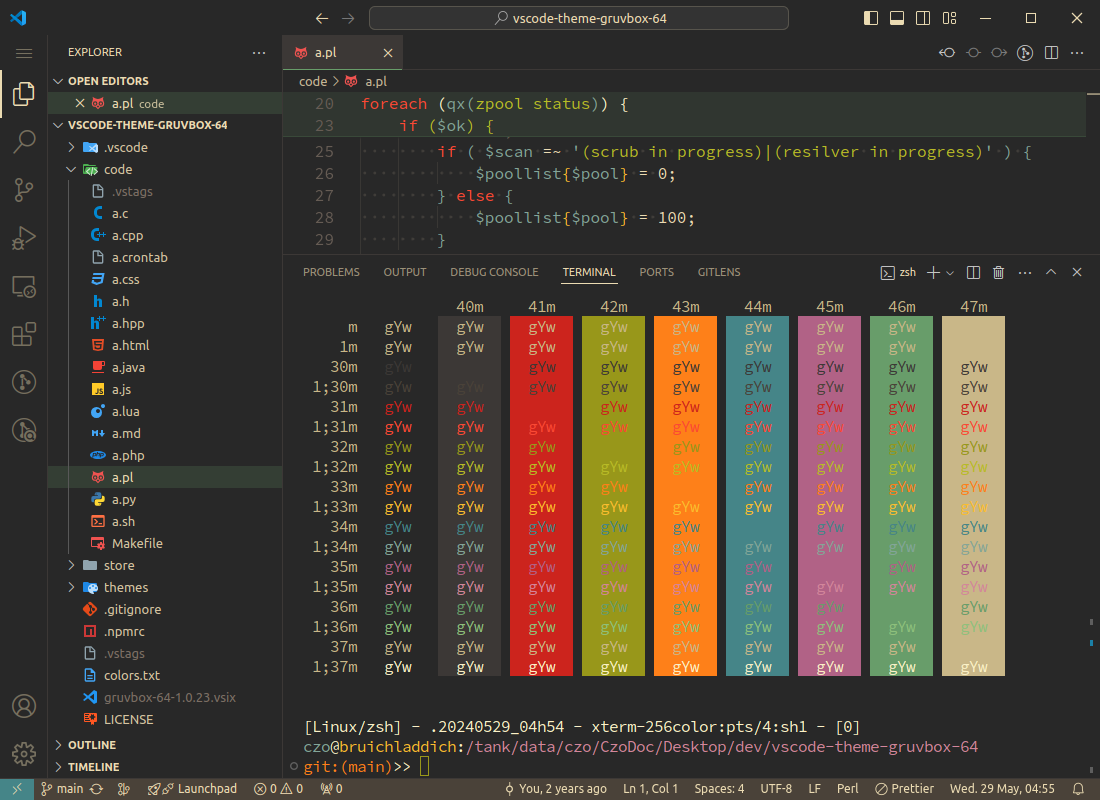 vscode-theme-gruvbox-64
EXPLORER
OPEN EDITORS
a.pl code
VSCODE-THEME-GRUVBOX-64
.vscode
code
.vstags
a.c
a.cpp
a.crontab
a.css
a.h
a.hpp
a.html
a.java
a.js
a.lua
a.md
a.php
a.pl
a.py
a.sh
Makefile
store
themes
.gitignore
.npmrc
.vstags
colors.txt
gruvbox-64-1.0.23.vsix
LICENSE
OUTLINE
TIMELINE
a.pl
code > a.pl
20 foreach (qx(zpool status)) {
23 if ($ok) {
25 if ( $scan =~ '(scrub in progress)|(resilver in progress)' ) {
26 $poollist{$pool} = 0;
27 } else {
28 $poollist{$pool} = 100;
29 }
PROBLEMS OUTPUT DEBUG CONSOLE TERMINAL PORTS GITLENS zsh
40m 41m 42m 43m 44m 45m 46m 47m
m gYw gYw gYw gYw gYw gYw gYw gYw
1m gYw gYw gYw gYw gYw gYw gYw gYw
30m gYw gYw gYw gYw gYw gYw gYw gYw
1;30m gYw gYw gYw gYw gYw gYw gYw gYw
31m gYw gYw gYw gYw gYw gYw gYw gYw
1;31m gYw gYw gYw gYw gYw gYw gYw gYw gYw
32m gYw gYw gYw gYw gYw gYw gYw gYw
1;32m gYw gYw gYw gYw gYw gYw gYw gYw gYw
33m gYw gYw gYw gYw gYw gYw gYw gYw
1;33m gYw gYw gYw gYw gYw gYw gYw gYw gYw
34m gYw gYw gYw gYw gYw gYw gYw gYw
1;34m gYw gYw gYw gYw gYw gYw gYw gYw gYw
35m gYw gYw gYw gYw gYw gYw gYw gYw
1;35m gYw gYw gYw gYw gYw gYw gYw gYw gYw
36m gYw gYw gYw gYw gYw gYw gYw gYw
1;36m gYw gYw gYw gYw gYw gYw gYw gYw gYw
37m gYw gYw gYw gYw gYw gYw gYw gYw
1;37m gYw gYw gYw gYw gYw gYw gYw gYw gYw
[Linux/zsh] - .20240529_04h54 - xterm-256color:pts/4:sh1 - [0]
czo@bruichladdich:/tank/data/czo/CzoDoc/Desktop/dev/vscode-theme-gruvbox-64
git:(main)>>
main Launchpad 0 0 0 You, 2 years ago Ln 1, Col 1 Spaces: 4 UTF-8 LF Perl Prettier Wed. 29 May, 04:55